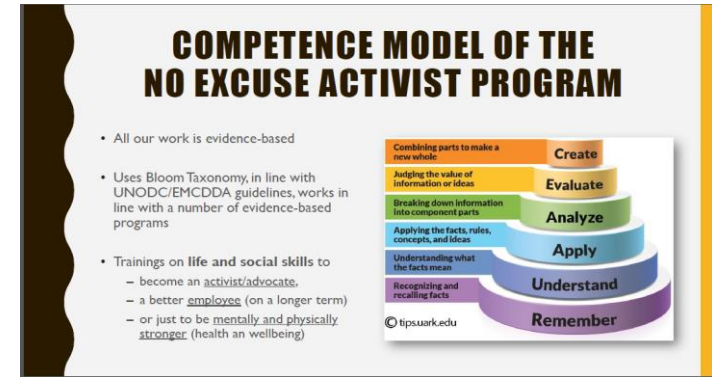 COMPETENCE MODEL OF THE
NO EXCUSE ACTIVIST PROGRAM
• All our work is evidence-based
• Uses Bloom Taxonomy, in line with
UNODC/EMCDDA guidelines, works in
line with a number of evidence-based
programs
• Trainings on life and social skills to
– become an activist/advocate,
– a better employee (on a longer term)
– or just to be mentally and physically
stronger (health an wellbeing)
Combining parts to make a
new whole
Create
Judging the value of
information or ideas
Evaluate
Breaking down information
into component parts
Analyze
Applying the facts, rules,
concepts, and ideas
Apply
Understanding what
the facts mean
Understand
Recognizing and
recalling facts
Remember
© tips.uark.edu